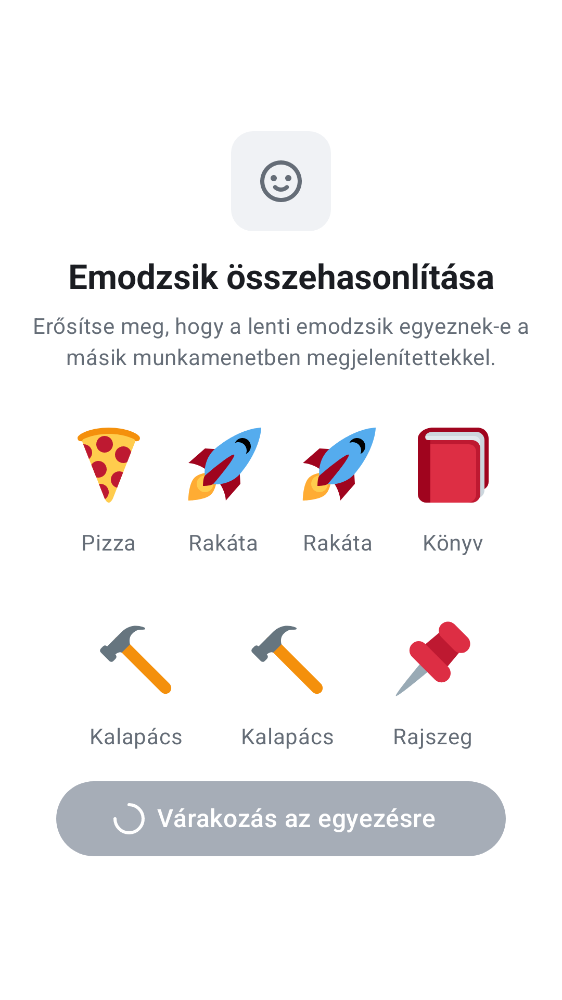 Emodzsik összehasonlítása
Erősítse meg, hogy a lenti emodzsik egyeznek-e a
másik munkamenetben megjelenítettekkel.
Pizza Rakáta Rakáta Könyv
Kalapács Kalapács Rajszeg
Várakozás az egyezésre